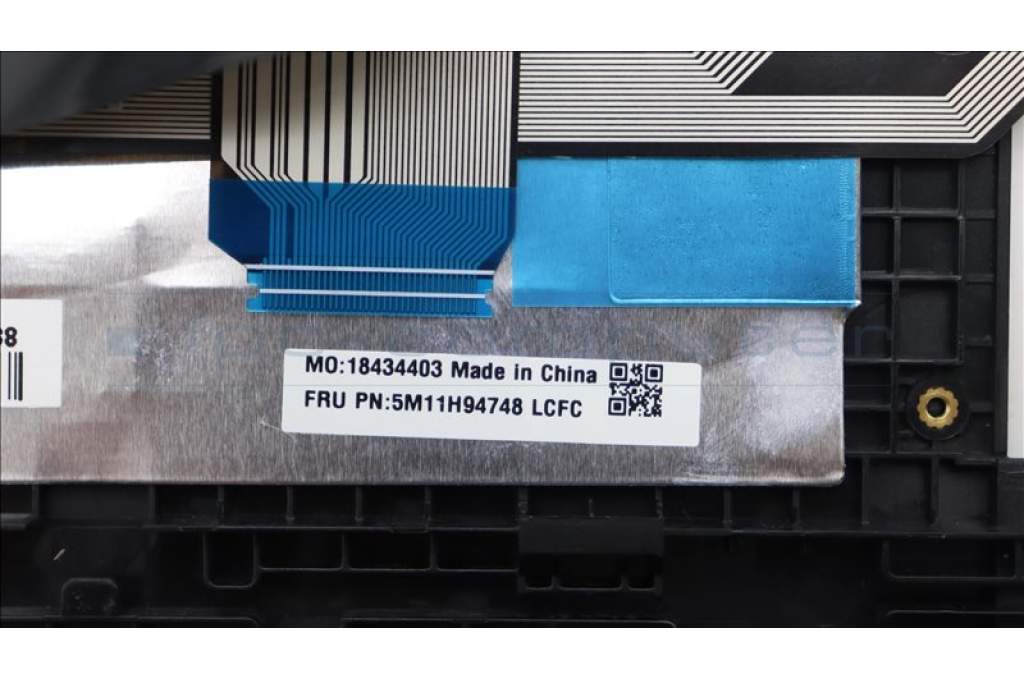 MO:18434403 Made in China
FRU PN:5M11H94748 LCFC